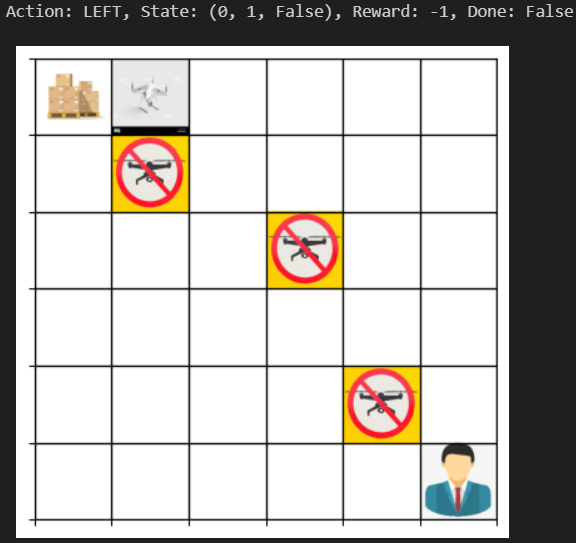 Action: LEFT, State: (0, 1, False), Reward: -1, Done: False